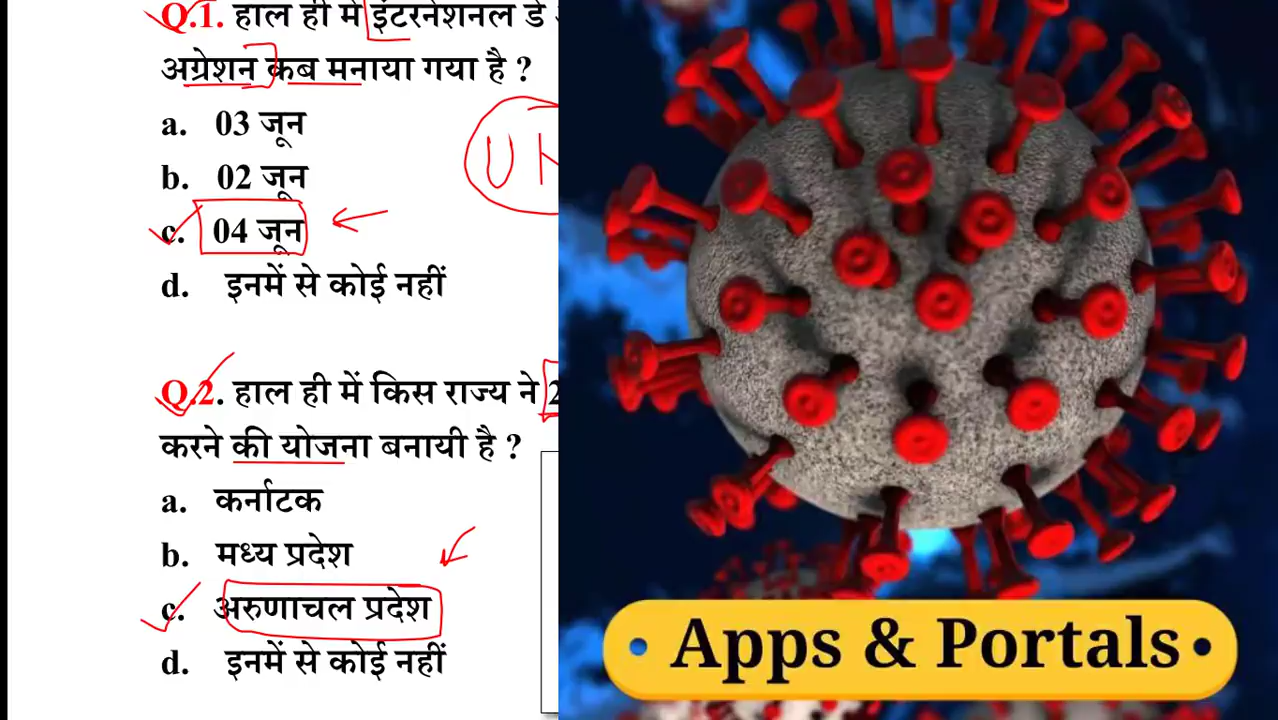 Q.1. हाल ही में इंटरनेशनल डे
अग्रेशन कब मनाया गया है ?
a. 03 जून
b. 02 जून
c. 04 जून
d. इनमें से कोई नहीं
Q.2. हाल ही में किस राज्य ने
करने की योजना बनायी है ?
a. कर्नाटक
b. मध्य प्रदेश
c. अरुणाचल प्रदेश
d. इनमें से कोई नहीं
Apps & Portals